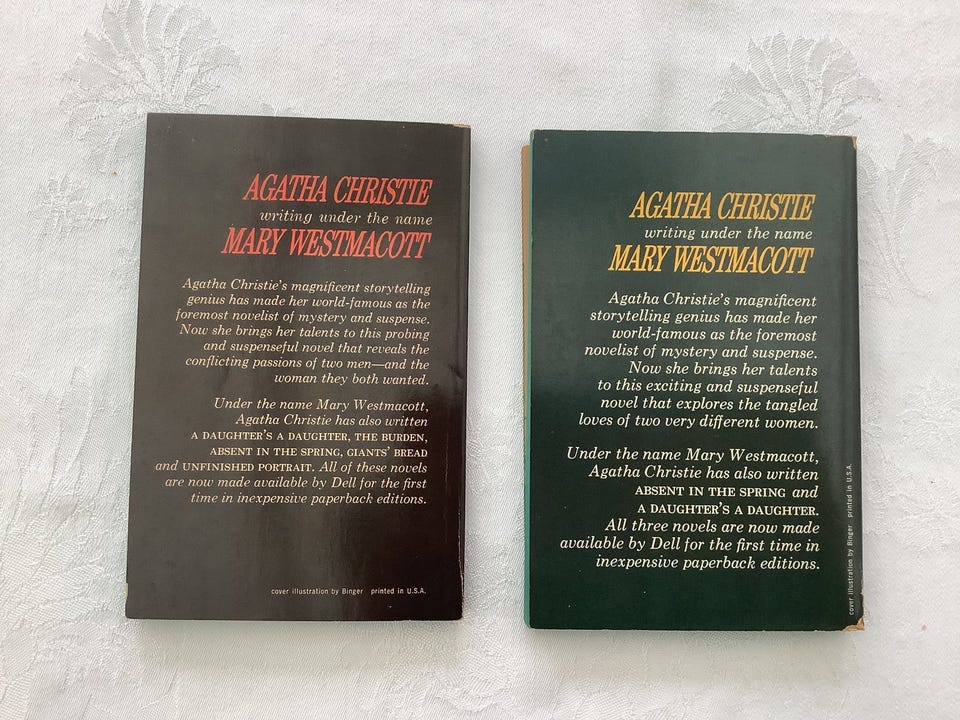 AGATHA CHRISTIE
writing under the name
MARY WESTMACOTT
Agatha Christie's magnificent storytelling
genius has made her world-famous as the
foremost novelist of mystery and suspense.
Now she brings her talents to this probing
and suspenseful novel that reveals the
conflicting passions of two men—and the
woman they both wanted.
Under the name Mary Westmacott,
Agatha Christie has also written
A DAUGHTER'S A DAUGHTER, THE BURDEN,
ABSENT IN THE SPRING, GIANTS' BREAD
and UNFINISHED PORTRAIT. All of these novels
are now made available by Dell for the first
time in inexpensive paperback editions.
cover illustration by Binger printed in U.S.A.
AGATHA CHRISTIE
writing under the name
MARY WESTMACOTT
Agatha Christie's magnificent
storytelling genius has made her
world-famous as the foremost
novelist of mystery and suspense.
Now she brings her talents
to this exciting and suspenseful
novel that explores the tangled
loves of two very different women.
Under the name Mary Westmacott,
Agatha Christie has also written
ABSENT IN THE SPRING and
A DAUGHTER'S A DAUGHTER.
All three novels are now made
available by Dell for the first time in
inexpensive paperback editions.
cover illustration by Binger printed in U.S.A.